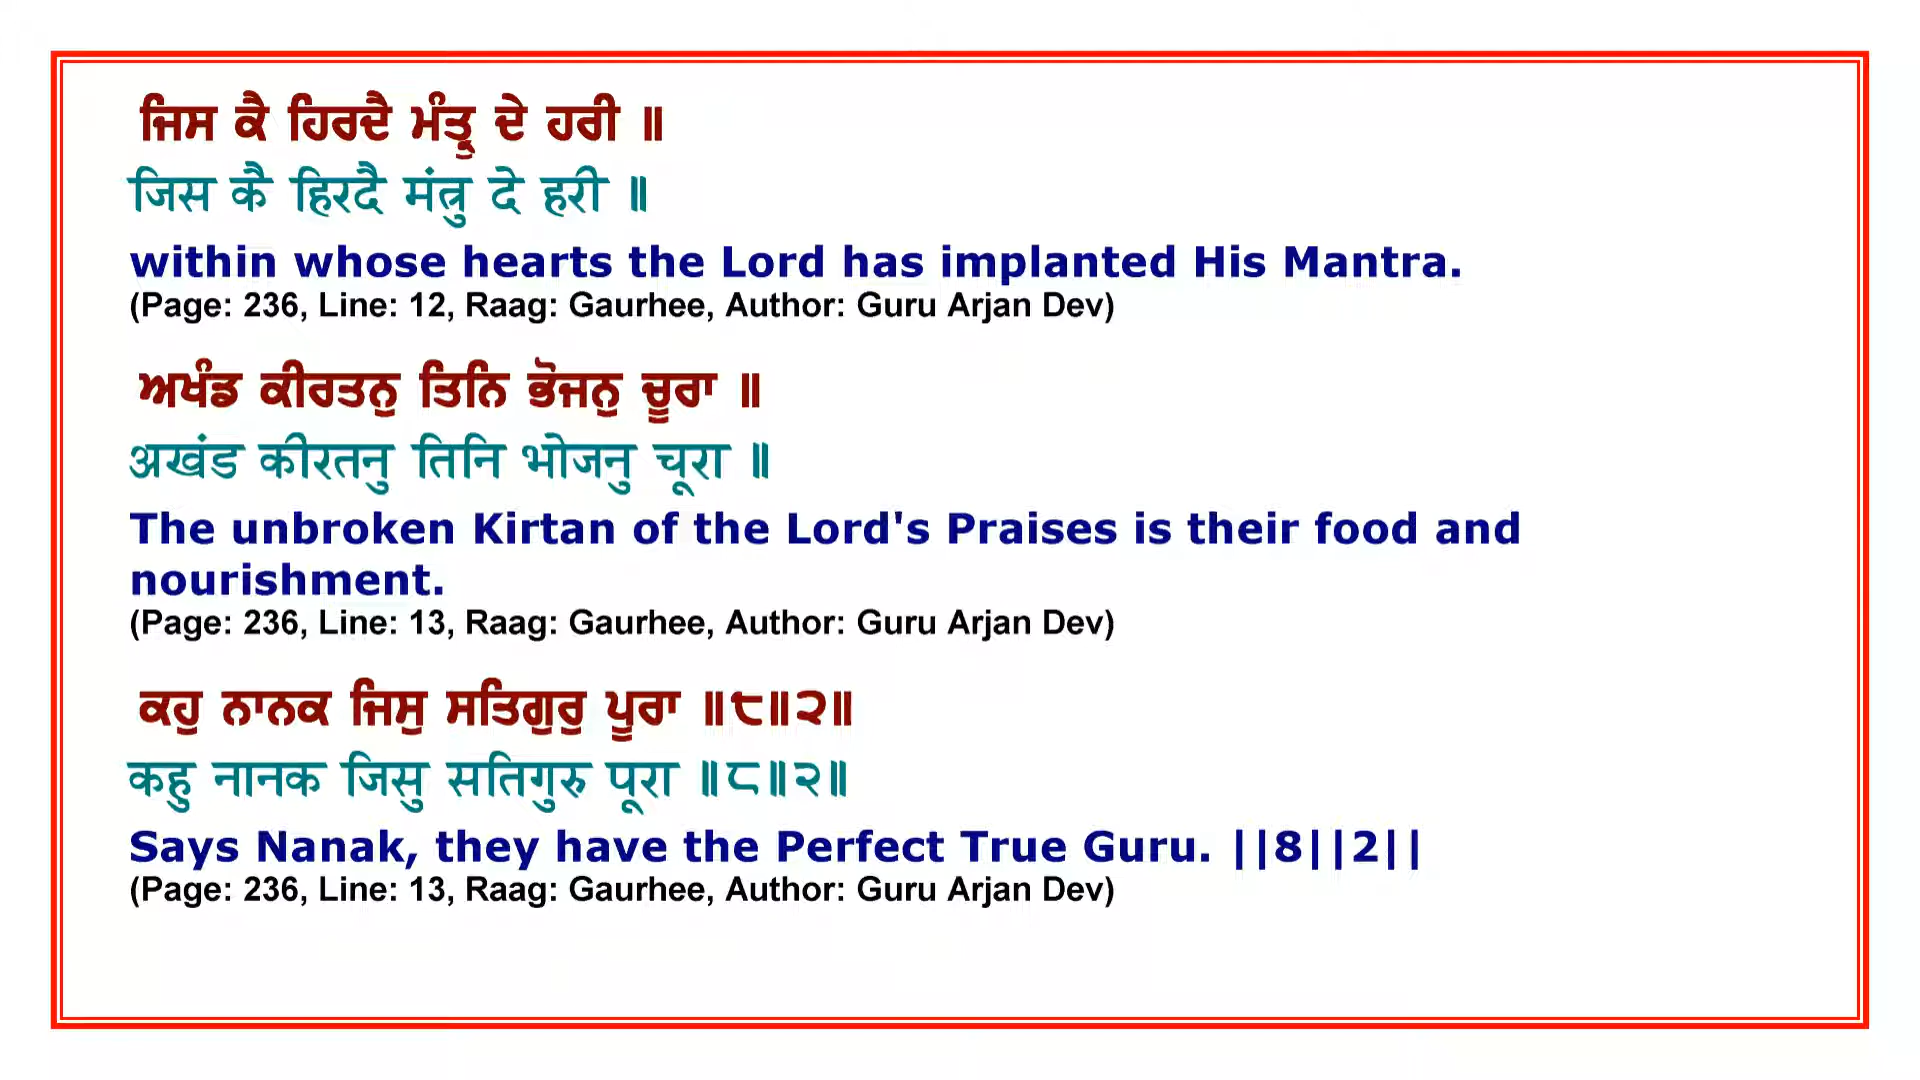 ਜਿਸ ਕੈ ਹਿਰਦੈ ਮੰਤ੍ਰੁ ਦੇ ਹਰੀ ॥
जिस कै हिरदै मंत्रु दे हरी ॥
within whose hearts the Lord has implanted His Mantra.
(Page: 236, Line: 12, Raag: Gaurhee, Author: Guru Arjan Dev)
ਅਖੰਡ ਕੀਰਤਨੁ ਤਿਨਿ ਭੋਜਨੁ ਚੂਰਾ ॥
अखंड कीरतनु तिनि भोजनु चूरा ॥
The unbroken Kirtan of the Lord's Praises is their food and
nourishment.
(Page: 236, Line: 13, Raag: Gaurhee, Author: Guru Arjan Dev)
ਕਹੁ ਨਾਨਕ ਜਿਸੁ ਸਤਿਗੁਰੁ ਪੂਰਾ ॥੮॥੨॥
कहु नानक जिसु सतिगुरु पूरा ॥८॥२॥
Says Nanak, they have the Perfect True Guru. ||8||2||
(Page: 236, Line: 13, Raag: Gaurhee, Author: Guru Arjan Dev)